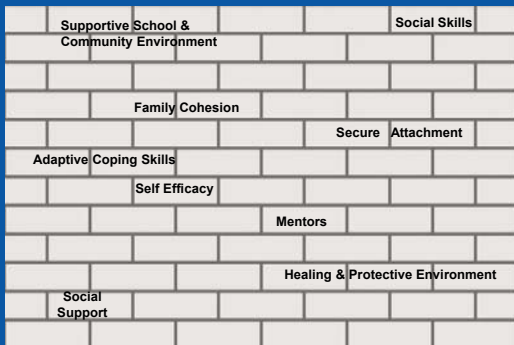 Supportive School &
Community Environment
Social Skills
Family Cohesion
Secure Attachment
Adaptive Coping Skills
Self Efficacy
Mentors
Healing & Protective Environment
Social
Support